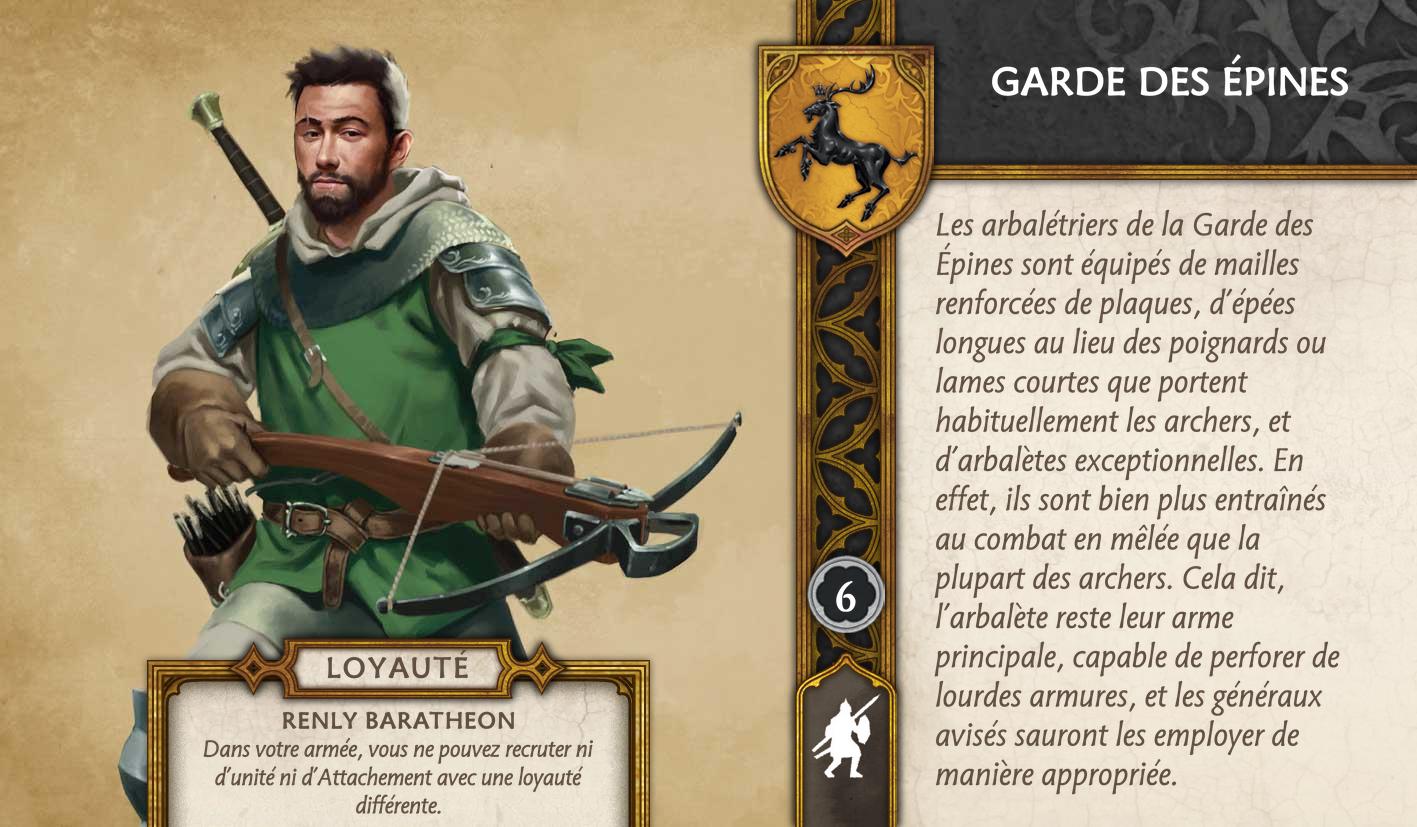 GARDE DES ÉPINES
Les arbalétriers de la Garde des
Épines sont équipés de mailles
renforcées de plaques, d'épées
longues au lieu des poignards ou
lames courtes que portent
habituellement les archers, et
d'arbalètes exceptionnelles. En
effet, ils sont bien plus entraînés
au combat en mêlée que la
plupart des archers. Cela dit,
l'arbalète reste leur arme
principale, capable de perforer de
lourdes armures, et les généraux
avisés sauront les employer de
manière appropriée.
6
LOYAUTÉ
RENLY BARATHEON
Dans votre armée, vous ne pouvez recruter ni
d'unité ni d'Attachement avec une loyauté
différente.